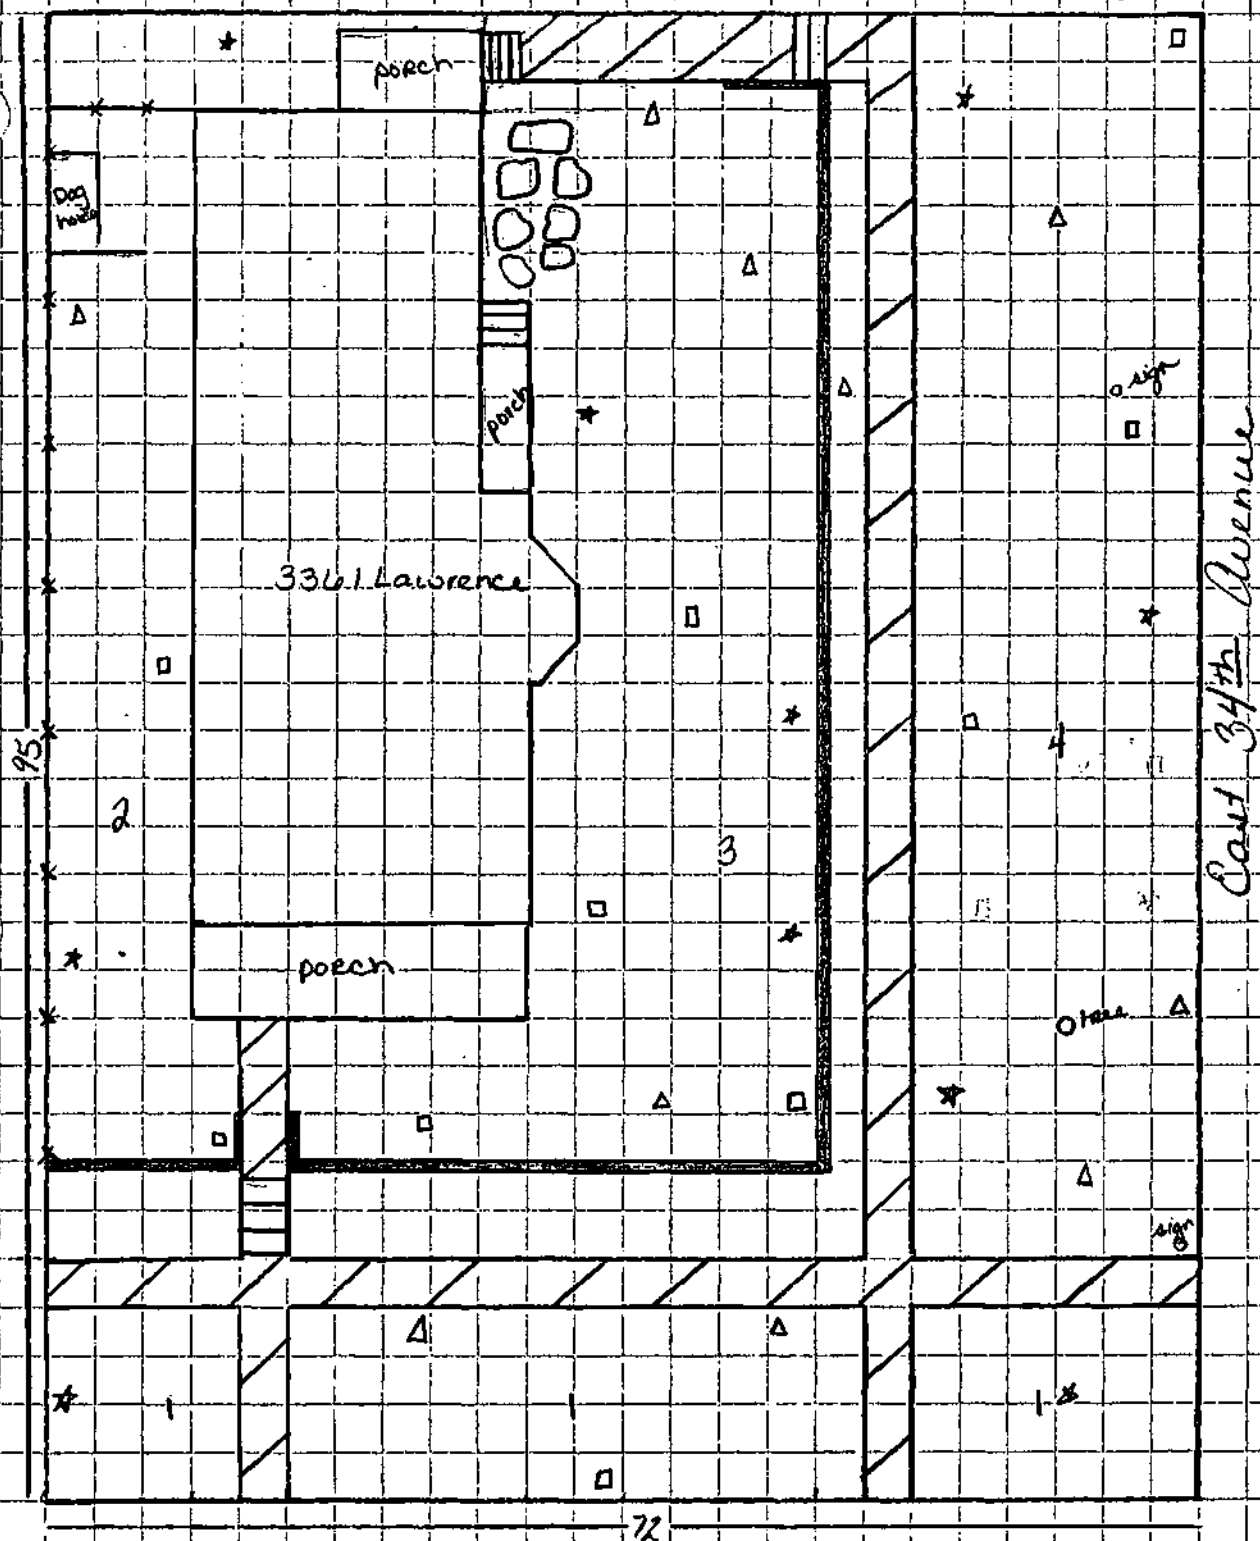 porch
Dog
house
sign
porch
3361 Lawrence
East 34th Avenue
4
95
2
3
porch
tree
sign
1
1
1
72